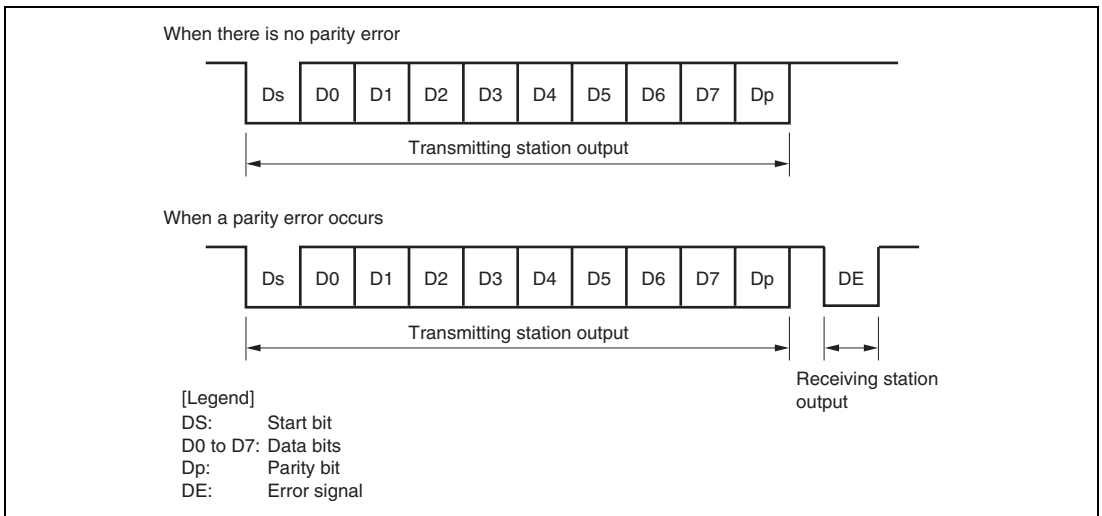 When there is no parity error
Ds D0 D1 D2 D3 D4 D5 D6 D7 Dp
Transmitting station output
When a parity error occurs
Ds D0 D1 D2 D3 D4 D5 D6 D7 Dp DE
Transmitting station output
Receiving station
output
[Legend]
DS: Start bit
D0 to D7: Data bits
Dp: Parity bit
DE: Error signal